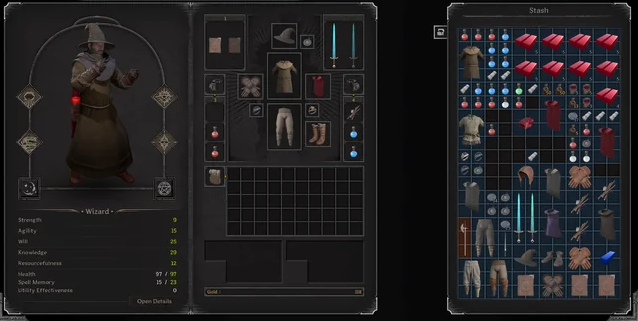 Stash
Wizard
Strength 9
Agility 15
Will 25
Knowledge 29
Resourcefulness 12
Health 97 / 97
Spell Memory 15 / 23
Utility Effectiveness 0
Open Details
Gold :